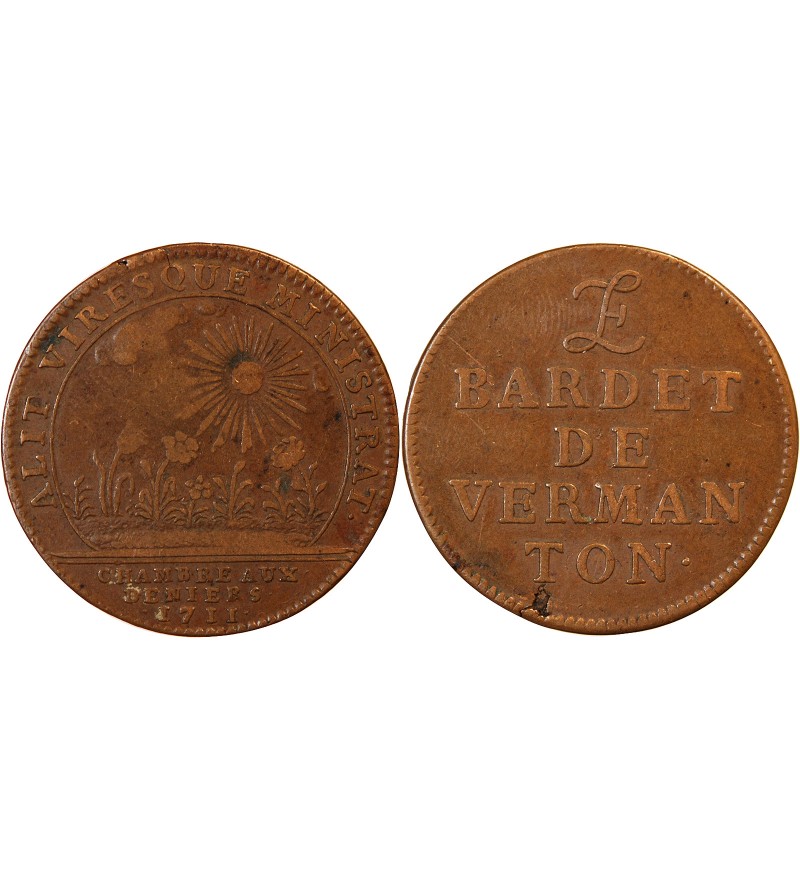 ALIT VIRESQUE MINISTRAT.
CHAMBRE AUX
DENIERS
·1711·
E
BARDET
DE
VERMAN
TON·